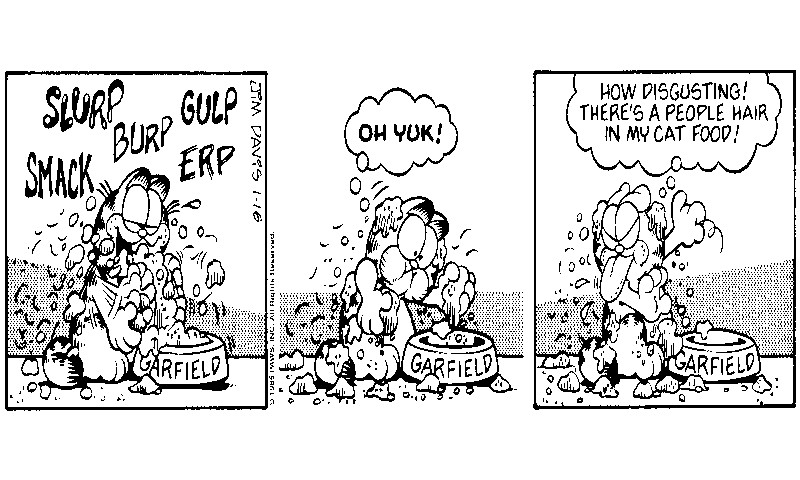 SLURP
GULP
BURP
SMACK
ERP
JIM DAVIS 1-18
GARFIELD
OH YUK!
GARFIELD
HOW DISGUSTING!
THERE'S A PEOPLE HAIR
IN MY CAT FOOD!
GARFIELD